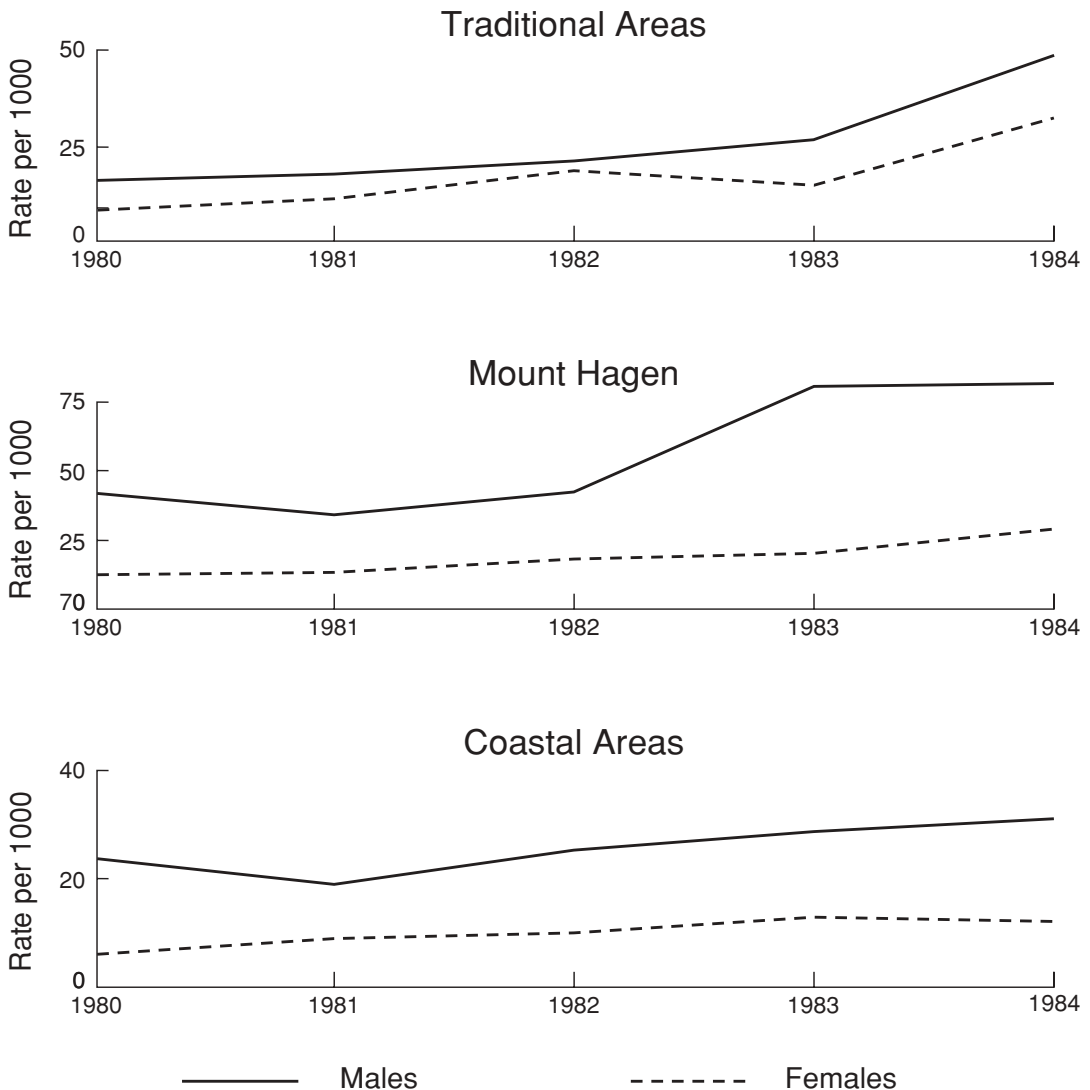 Traditional Areas
Rate per 1000
50
25
0
1980 1981 1982 1983 1984
Mount Hagen
Rate per 1000
75
50
25
70
1980 1981 1982 1983 1984
Coastal Areas
Rate per 1000
40
20
0
1980 1981 1982 1983 1984
Males Females